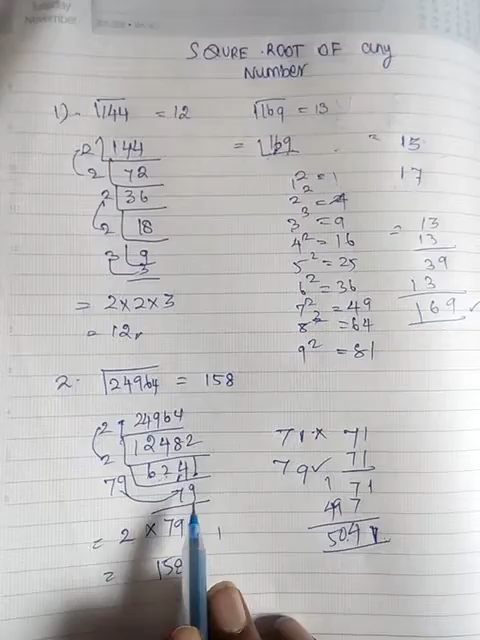 SQURE ROOT OF any
Number
1) √144 = 12
2 144
2 72
2 36
2 18
3 9
3
= 2×2×3
= 12
√169 = 13
= √169
= 15
17
1² = 1
2² = 4
3² = 9
4² = 16
5² = 25
6² = 36
7² = 49
8² = 64
9² = 81
= 13
13
39
13
169 ✓
2. √24964 = 158
2 24964
2 12482
79 6241
79
= 2 × 79
= 158
71 × 71
79 ✓ 71
71
497
5041